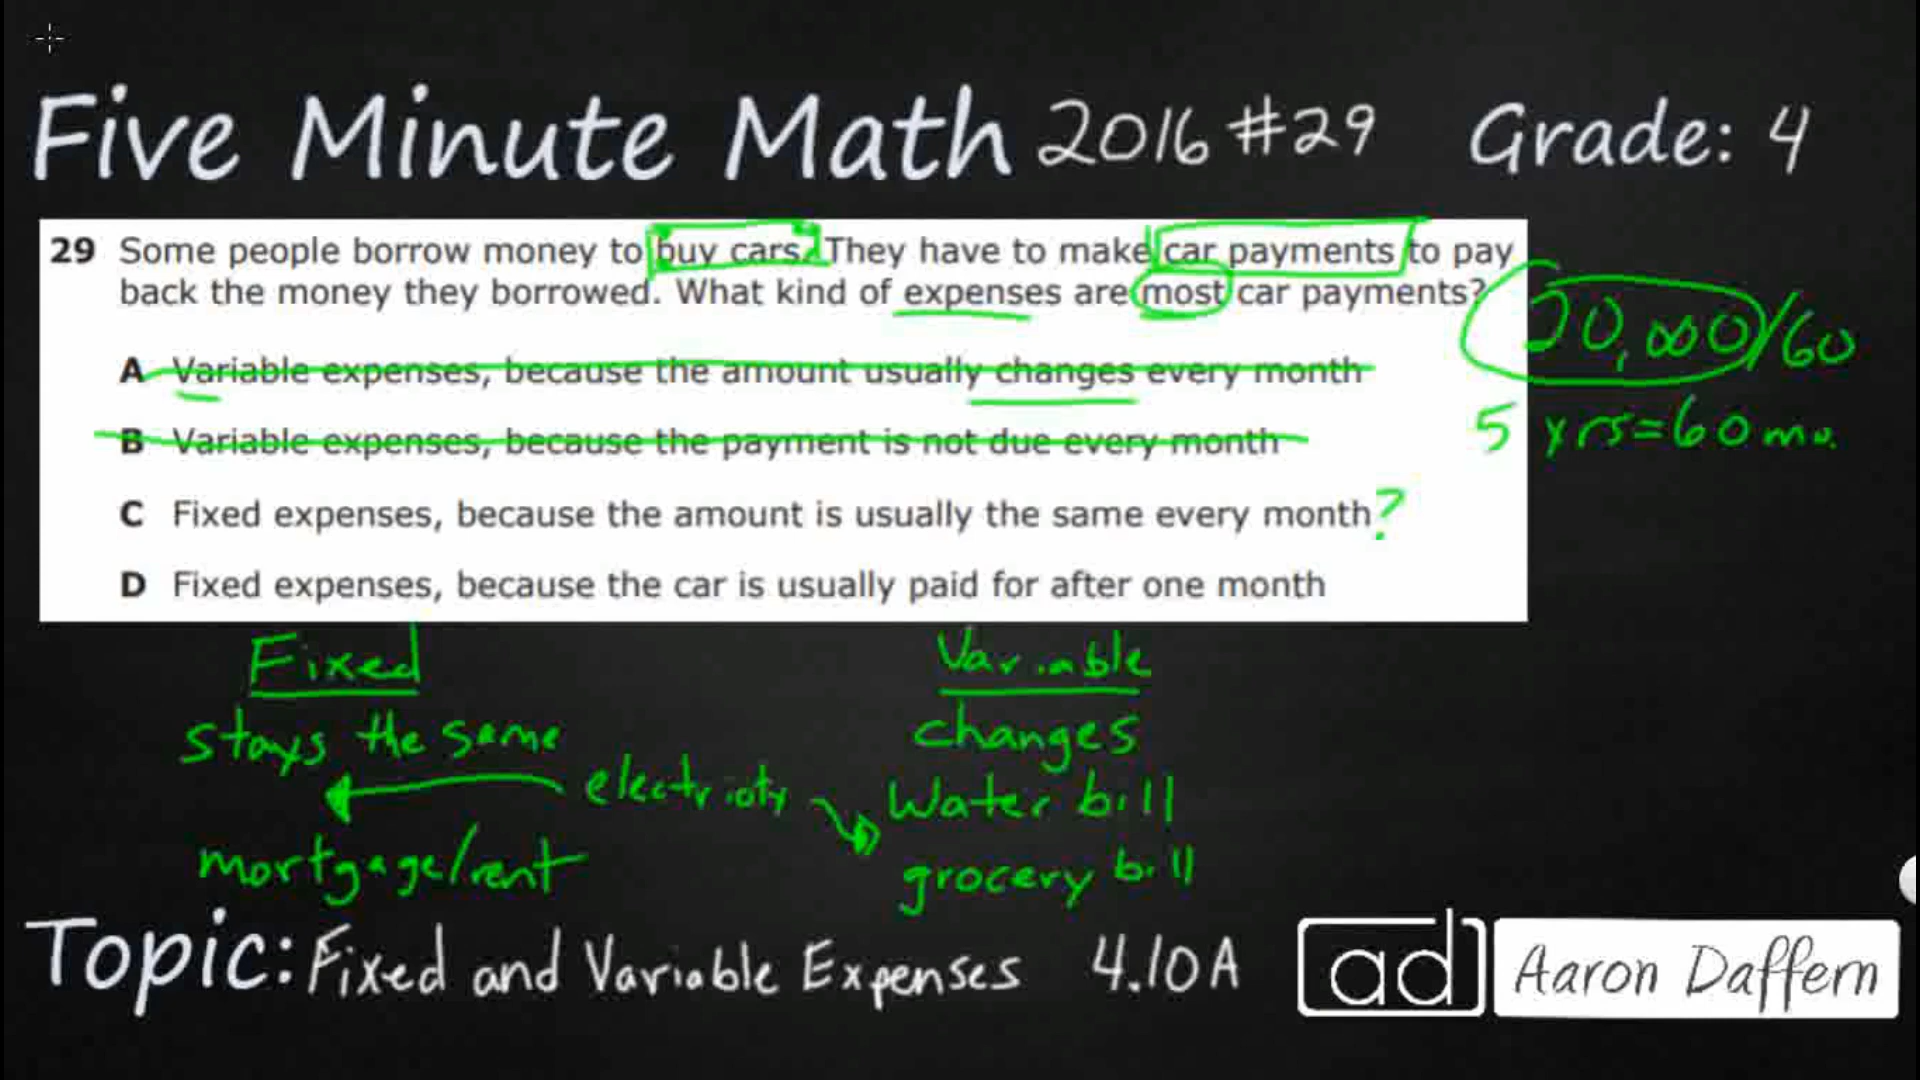 Five Minute Math 2016 #29 Grade: 4
29 Some people borrow money to buy cars. They have to make car payments to pay
back the money they borrowed. What kind of expenses are most car payments?
20,000/60
A Variable expenses, because the amount usually changes every month
5 yrs=60 mo.
B Variable expenses, because the payment is not due every month
C Fixed expenses, because the amount is usually the same every month?
D Fixed expenses, because the car is usually paid for after one month
Fixed
stays the same
electricity
mortgage/rent
Variable
changes
Water bill
grocery bill
Topic: Fixed and Variable Expenses 4.10A
ad Aaron Daffern